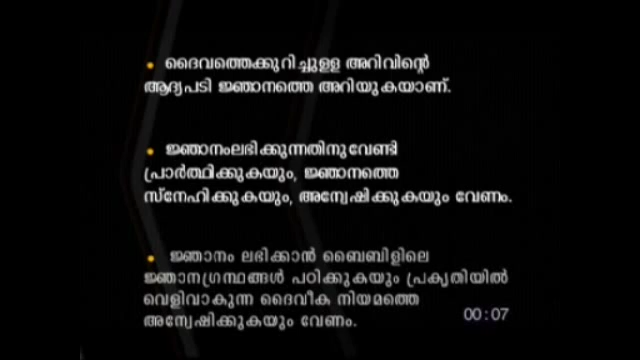 • ദൈവത്തെക്കുറിച്ചുള്ള അറിവിന്റെ
ആദ്യപടി ജ്ഞാനത്തെ അറിയുകയാണ്.
• ജ്ഞാനംലഭിക്കുന്നതിനുവേണ്ടി
പ്രാർത്ഥിക്കുകയും, ജ്ഞാനത്തെ
സ്നേഹിക്കുകയും, അന്വേഷിക്കുകയും വേണം.
• ജ്ഞാനം ലഭിക്കാൻ ബൈബിളിലെ
ജ്ഞാനഗ്രന്ഥങ്ങൾ പഠിക്കുകയും പ്രകൃതിയിൽ
വെളിവാകുന്ന ദൈവീക നിയമത്തെ
അന്വേഷിക്കുകയും വേണം.
00:07